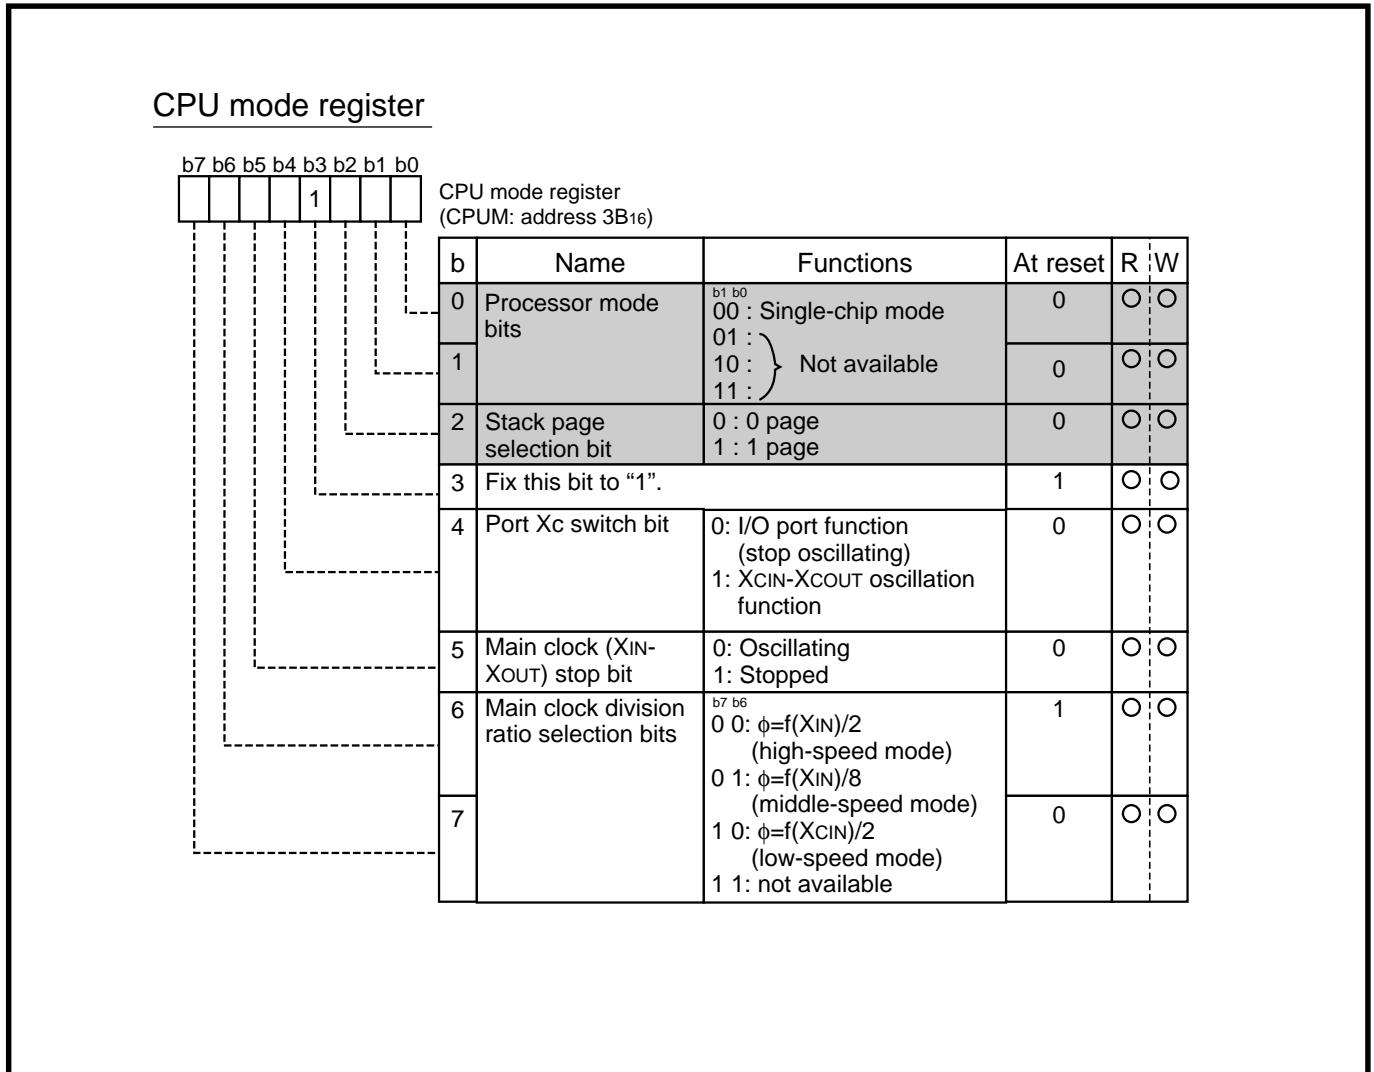 CPU mode register
b7 b6 b5 b4 b3 b2 b1 b0
1
CPU mode register
(CPUM: address 3B16)
b Name Functions At reset R W
0 Processor mode bits
b1 b0
00 : Single-chip mode
01 :
10 : Not available
11 :
0
1
0
2 Stack page selection bit
0 : 0 page
1 : 1 page
0
3 Fix this bit to “1”. 1
4 Port Xc switch bit
0: I/O port function
(stop oscillating)
1: XCIN-XCOUT oscillation
function
0
5 Main clock (XIN-
XOUT) stop bit
0: Oscillating
1: Stopped
0
6 Main clock division
ratio selection bits
b7 b6
0 0: ϕ=f(XIN)/2
(high-speed mode)
0 1: ϕ=f(XIN)/8
(middle-speed mode)
1 0: ϕ=f(XCIN)/2
(low-speed mode)
1 1: not available
1
7
0